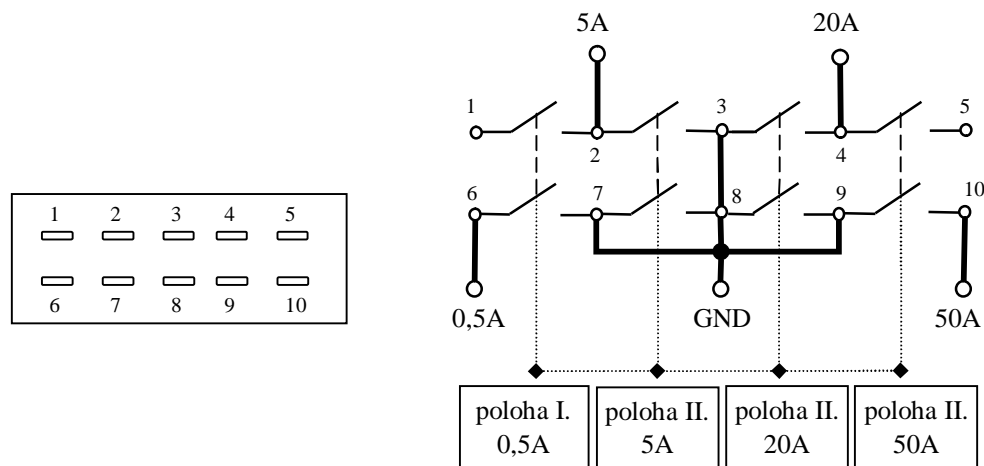 5A 20A
1 3 5
2 4
6 7 8 9 10
1 2 3 4 5
6 7 8 9 10
0,5A GND 50A
poloha I. poloha II. poloha II. poloha II.
0,5A 5A 20A 50A